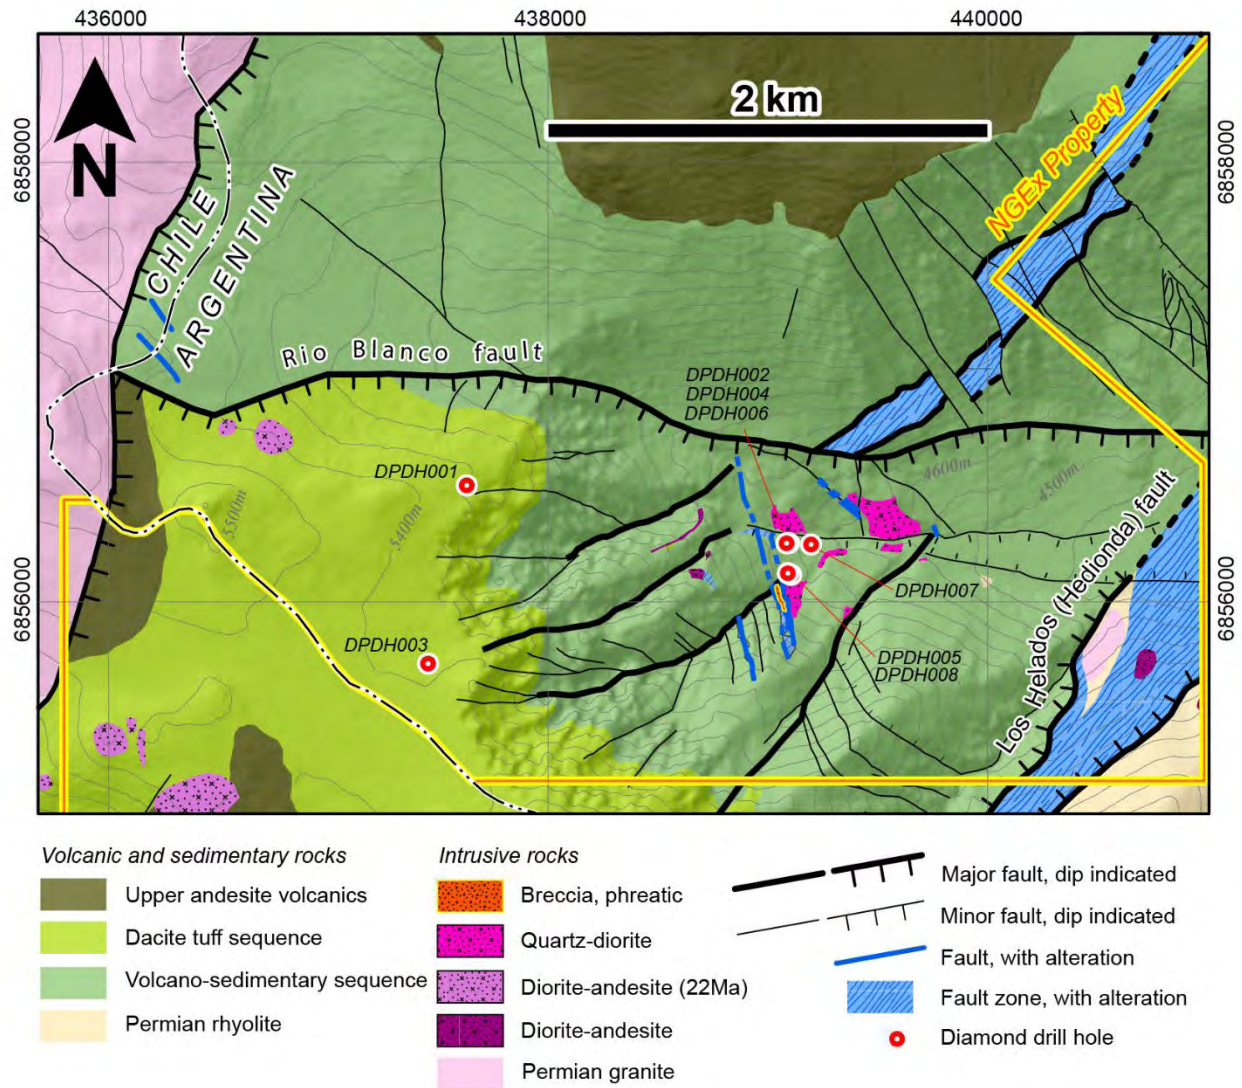 436000
438000
440000
2 km
N
6858000
6858000
NGEx Property
CHILE
ARGENTINA
Rio Blanco fault
DPDH002
DPDH004
DPDH006
DPDH001
4600m
4500m
5500m
5400m
Los Helados (Hedionda) fault
6856000
6856000
DPDH007
DPDH003
DPDH005
DPDH008
Volcanic and sedimentary rocks
Upper andesite volcanics
Dacite tuff sequence
Volcano-sedimentary sequence
Permian rhyolite
Intrusive rocks
Breccia, phreatic
Quartz-diorite
Diorite-andesite (22Ma)
Diorite-andesite
Permian granite
Major fault, dip indicated
Minor fault, dip indicated
Fault, with alteration
Fault zone, with alteration
Diamond drill hole